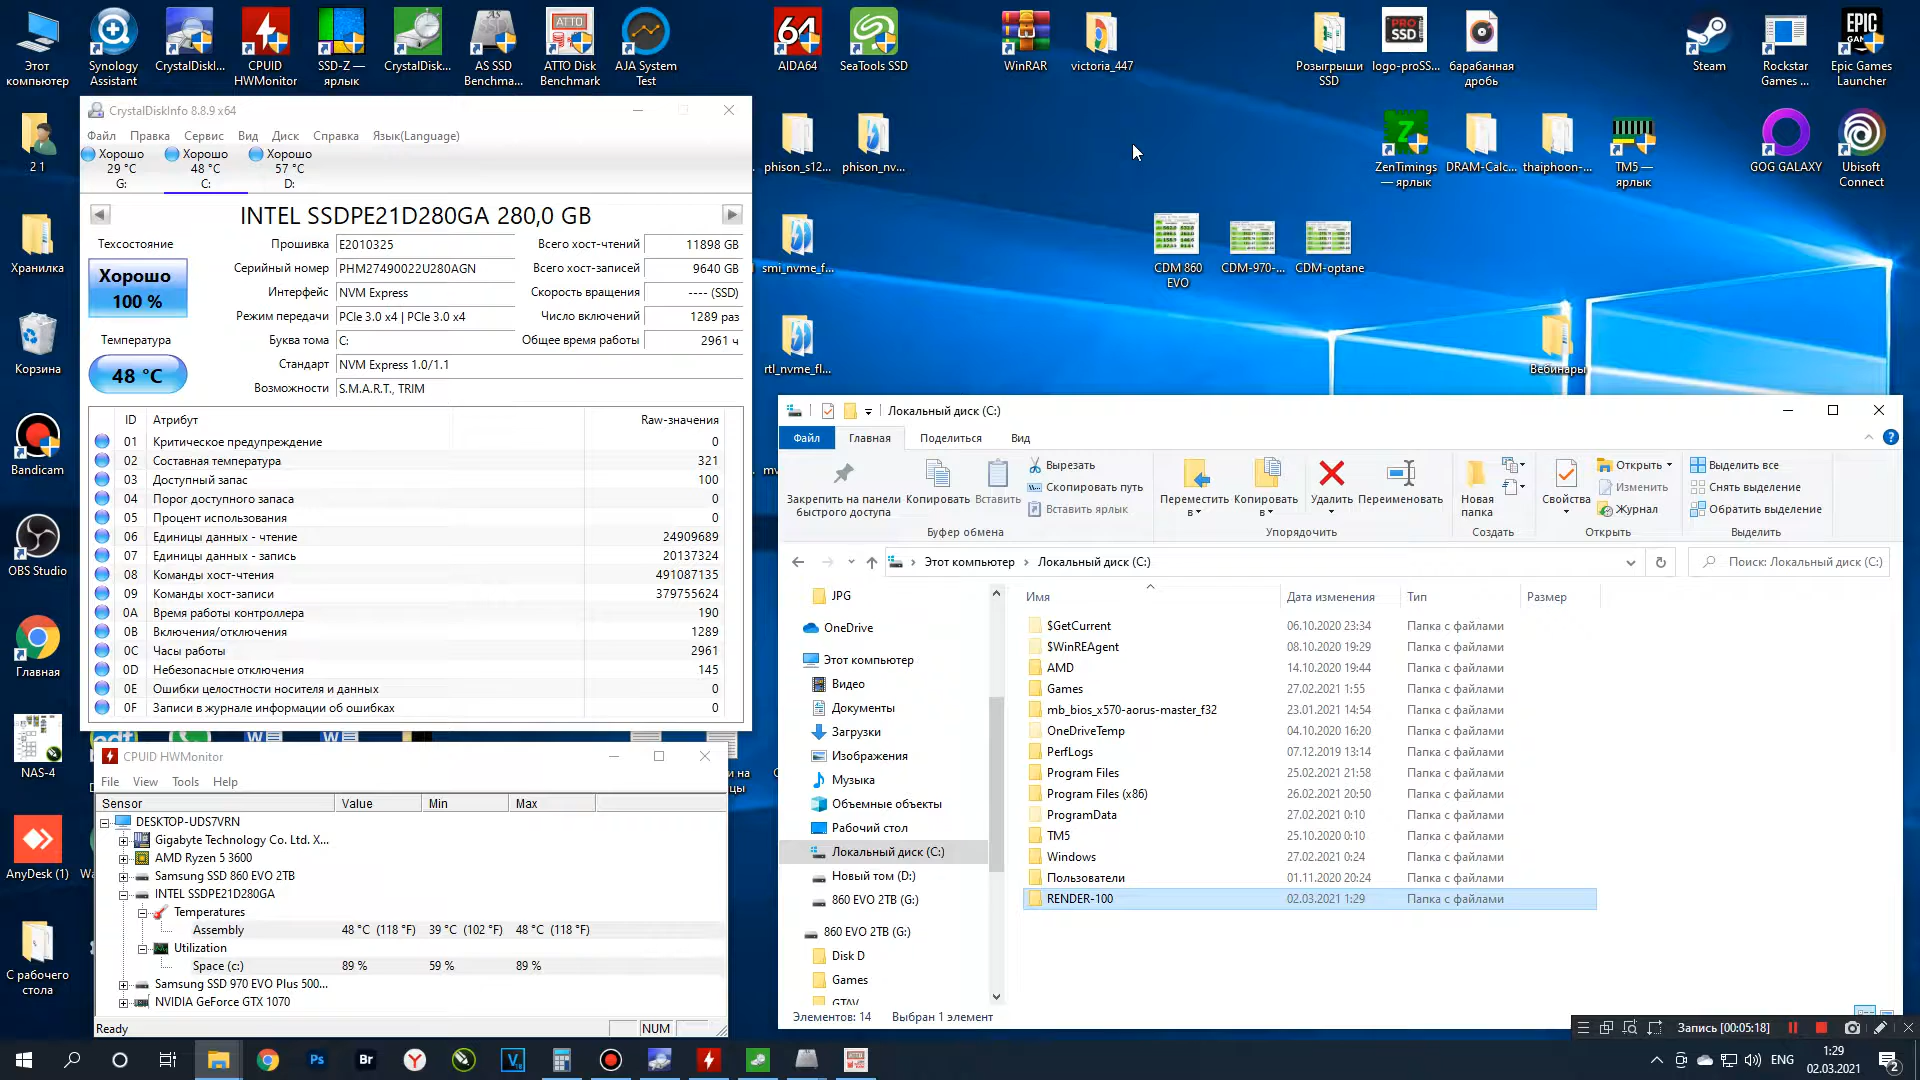 Этот компьютер
Synology Assistant
CrystalDiskI...
CPUID HWMonitor
SSD-Z — ярлык
CrystalDisk...
AS SSD Benchma...
ATTO Disk Benchmark
AJA System Test
AIDA64
SeaTools SSD
WinRAR
victoria_447
Розыгрыши SSD
logo-proSS...
барабанная дробь
Steam
Rockstar Games ...
Epic Games Launcher
2 1
phison_s12...
phison_nv...
ZenTimings — ярлык
DRAM-Calc...
thaiphoon-...
TM5 — ярлык
GOG GALAXY
Ubisoft Connect
Хранилка
smi_nvme_f...
CDM 860 EVO
CDM-970-...
CDM-optane
Корзина
rtl_nvme_fl...
Вебинары
Bandicam
OBS Studio
Главная
NAS-4
AnyDesk (1)
С рабочего стола
CrystalDiskInfo 8.8.9 x64
Файл Правка Сервис Вид Диск Справка Язык(Language)
Хорошо Хорошо Хорошо
29 °C 48 °C 57 °C
G: C: D:
INTEL SSDPE21D280GA 280,0 GB
Техсостояние
Хорошо
100 %
Температура
48 °C
Прошивка E2010325
Серийный номер PHM27490022U280AGN
Интерфейс NVM Express
Режим передачи PCIe 3.0 x4 | PCIe 3.0 x4
Буква тома C:
Стандарт NVM Express 1.0/1.1
Возможности S.M.A.R.T., TRIM
Всего хост-чтений 11898 GB
Всего хост-записей 9640 GB
Скорость вращения ---- (SSD)
Число включений 1289 раз
Общее время работы 2961 ч
ID Атрибут Raw-значения
01 Критическое предупреждение 0
02 Составная температура 321
03 Доступный запас 100
04 Порог доступного запаса 0
05 Процент использования 0
06 Единицы данных - чтение 24909689
07 Единицы данных - запись 20137324
08 Команды хост-чтения 491087135
09 Команды хост-записи 379755624
0A Время работы контроллера 190
0B Включения/отключения 1289
0C Часы работы 2961
0D Небезопасные отключения 145
0E Ошибки целостности носителя и данных 0
0F Записи в журнале информации об ошибках 0
CPUID HWMonitor
File View Tools Help
Sensor Value Min Max
DESKTOP-UDS7VRN
Gigabyte Technology Co. Ltd. X...
AMD Ryzen 5 3600
Samsung SSD 860 EVO 2TB
INTEL SSDPE21D280GA
Temperatures
Assembly 48 °C (118 °F) 39 °C (102 °F) 48 °C (118 °F)
Utilization
Space (c:) 89 % 59 % 89 %
Samsung SSD 970 EVO Plus 500...
NVIDIA GeForce GTX 1070
Ready NUM
Локальный диск (C:)
Файл Главная Поделиться Вид
Закрепить на панели быстрого доступа
Копировать
Вставить
Вырезать
Скопировать путь
Вставить ярлык
Буфер обмена
Переместить в
Копировать в
Удалить
Переименовать
Упорядочить
Новая папка
Создать
Свойства
Открыть
Изменить
Журнал
Открыть
Выделить все
Снять выделение
Обратить выделение
Выделить
Этот компьютер › Локальный диск (C:)
Поиск: Локальный диск (C:)
JPG
OneDrive
Этот компьютер
Видео
Документы
Загрузки
Изображения
Музыка
Объемные объекты
Рабочий стол
Локальный диск (C:)
Новый том (D:)
860 EVO 2TB (G:)
860 EVO 2TB (G:)
Disk D
Games
GTAV
Имя Дата изменения Тип Размер
$GetCurrent 06.10.2020 23:34 Папка с файлами
$WinREAgent 08.10.2020 19:29 Папка с файлами
AMD 14.10.2020 19:44 Папка с файлами
Games 27.02.2021 1:55 Папка с файлами
mb_bios_x570-aorus-master_f32 23.01.2021 14:54 Папка с файлами
OneDriveTemp 04.10.2020 16:20 Папка с файлами
PerfLogs 07.12.2019 13:14 Папка с файлами
Program Files 25.02.2021 21:58 Папка с файлами
Program Files (x86) 26.02.2021 20:50 Папка с файлами
ProgramData 27.02.2021 0:10 Папка с файлами
TM5 25.10.2020 0:10 Папка с файлами
Windows 27.02.2021 0:24 Папка с файлами
Пользователи 01.11.2020 20:24 Папка с файлами
RENDER-100 02.03.2021 1:29 Папка с файлами
Элементов: 14 Выбран 1 элемент
Запись [00:05:18]
ENG
1:29
02.03.2021
2